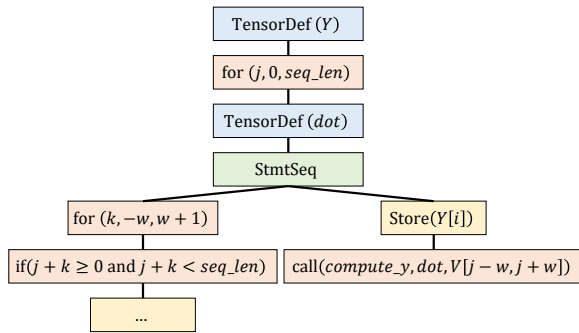 TensorDef (Y)
for (j, 0, seq_len)
TensorDef (dot)
StmtSeq
for (k, −w, w + 1)
Store(Y[i])
if(j + k ≥ 0 and j + k < seq_len)
call(compute_y, dot, V[j − w, j + w])
...